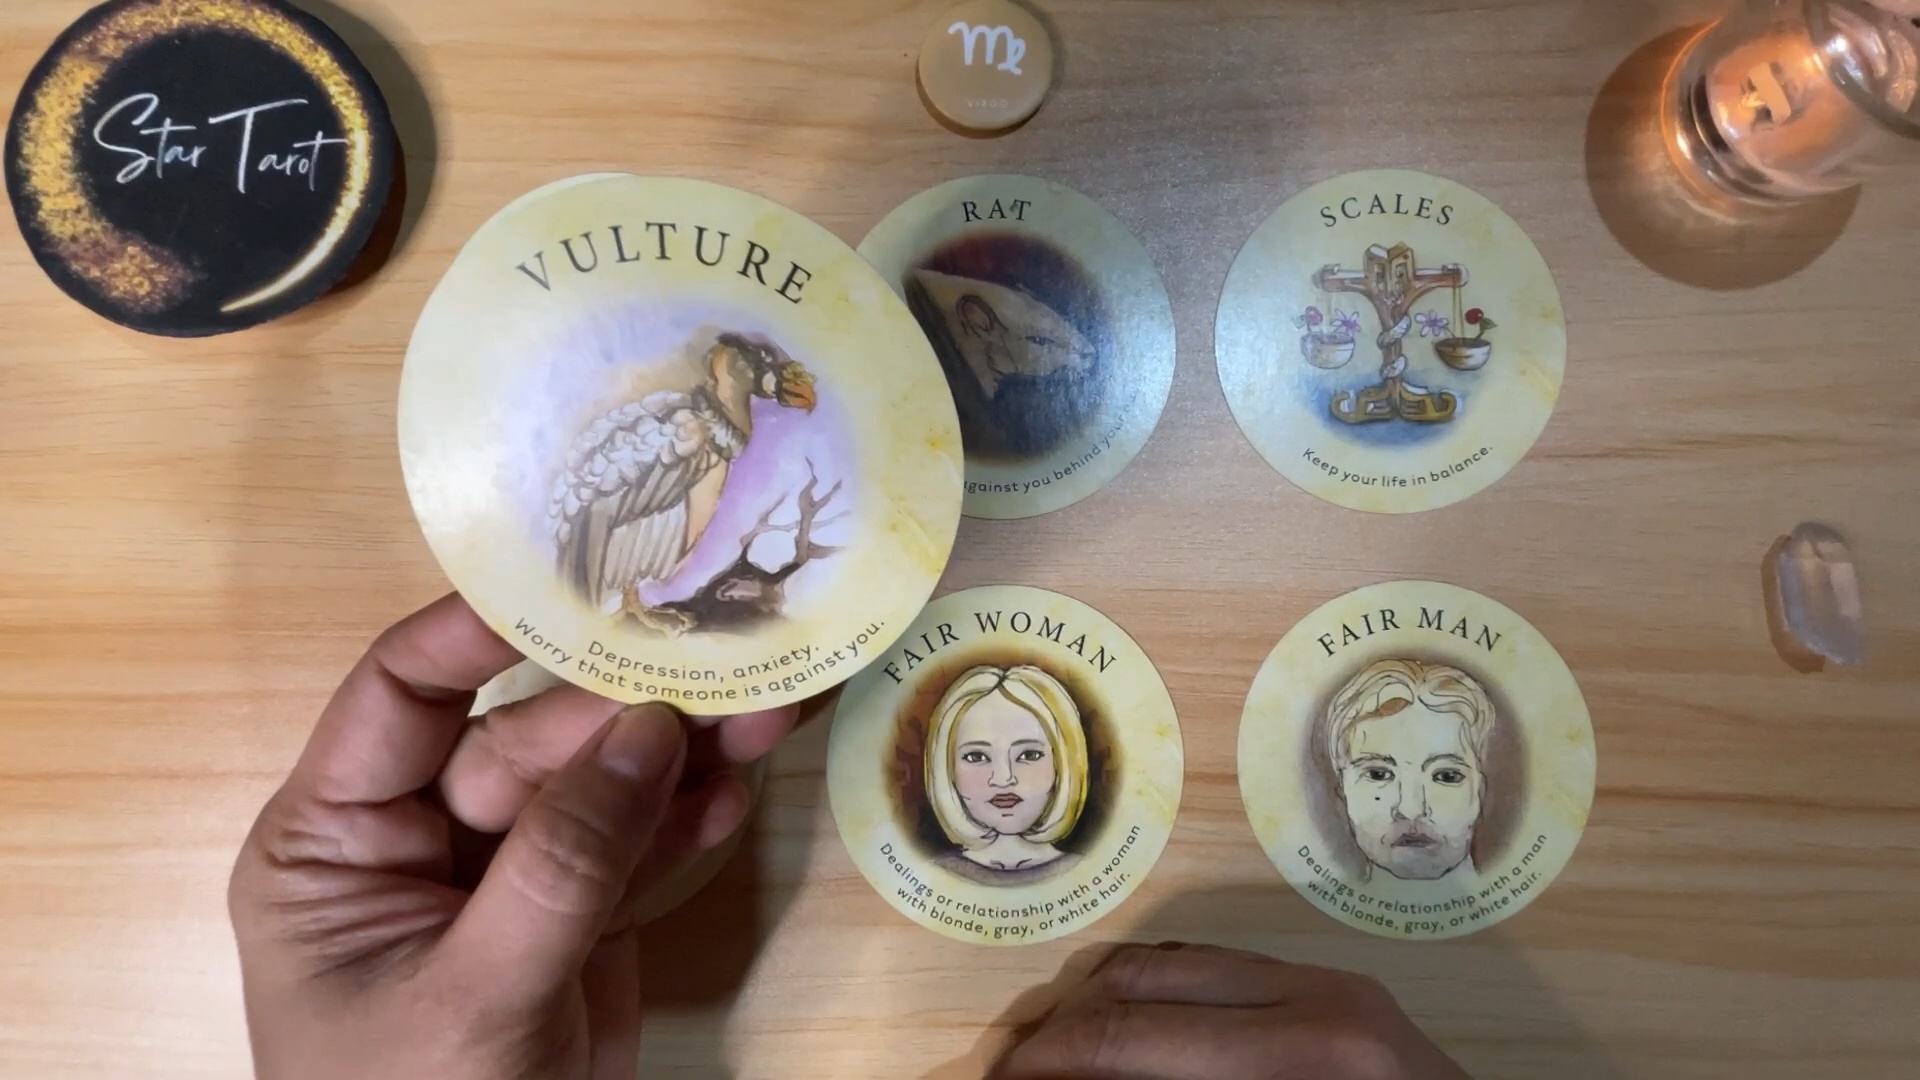 Star Tarot
VIRGO
VULTURE
Depression, anxiety.
Worry that someone is against you.
RAT
against you behind your
SCALES
Keep your life in balance.
FAIR WOMAN
Dealings or relationship with a woman
with blonde, gray, or white hair.
FAIR MAN
Dealings or relationship with a man
with blonde, gray, or white hair.